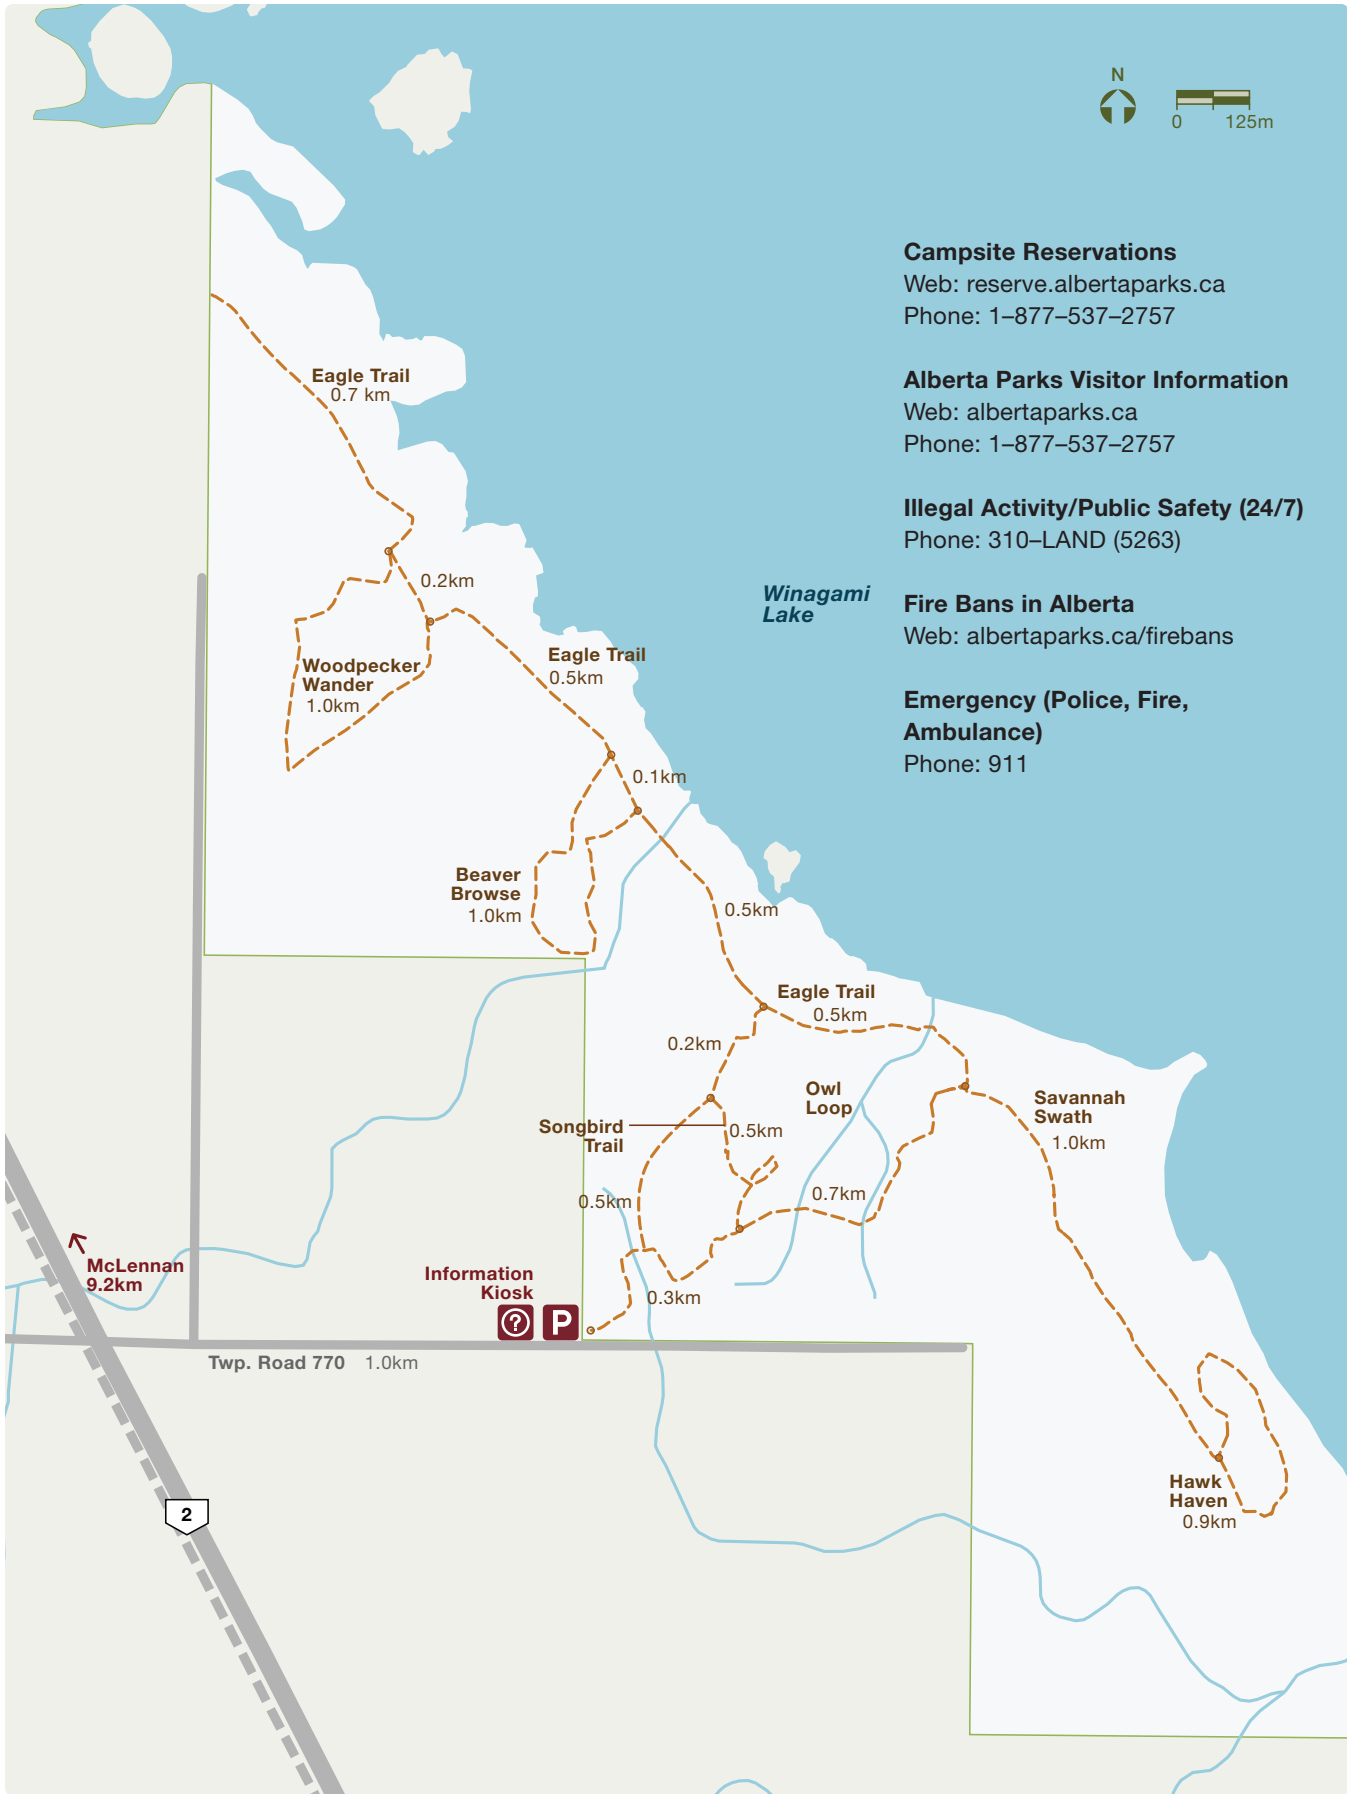 N
0 125m
Campsite Reservations
Web: reserve.albertaparks.ca
Phone: 1–877–537–2757
Alberta Parks Visitor Information
Web: albertaparks.ca
Phone: 1–877–537–2757
Illegal Activity/Public Safety (24/7)
Phone: 310–LAND (5263)
Fire Bans in Alberta
Web: albertaparks.ca/firebans
Emergency (Police, Fire,
Ambulance)
Phone: 911
Winagami
Lake
Eagle Trail
0.7 km
0.2km
Woodpecker
Wander
1.0km
Eagle Trail
0.5km
0.1km
Beaver
Browse
1.0km
0.5km
Eagle Trail
0.5km
0.2km
Owl
Loop
Savannah
Swath
1.0km
Songbird
Trail
0.5km
0.5km
0.7km
McLennan
9.2km
Information
Kiosk
? P
0.3km
Twp. Road 770 1.0km
Hawk
Haven
0.9km
2